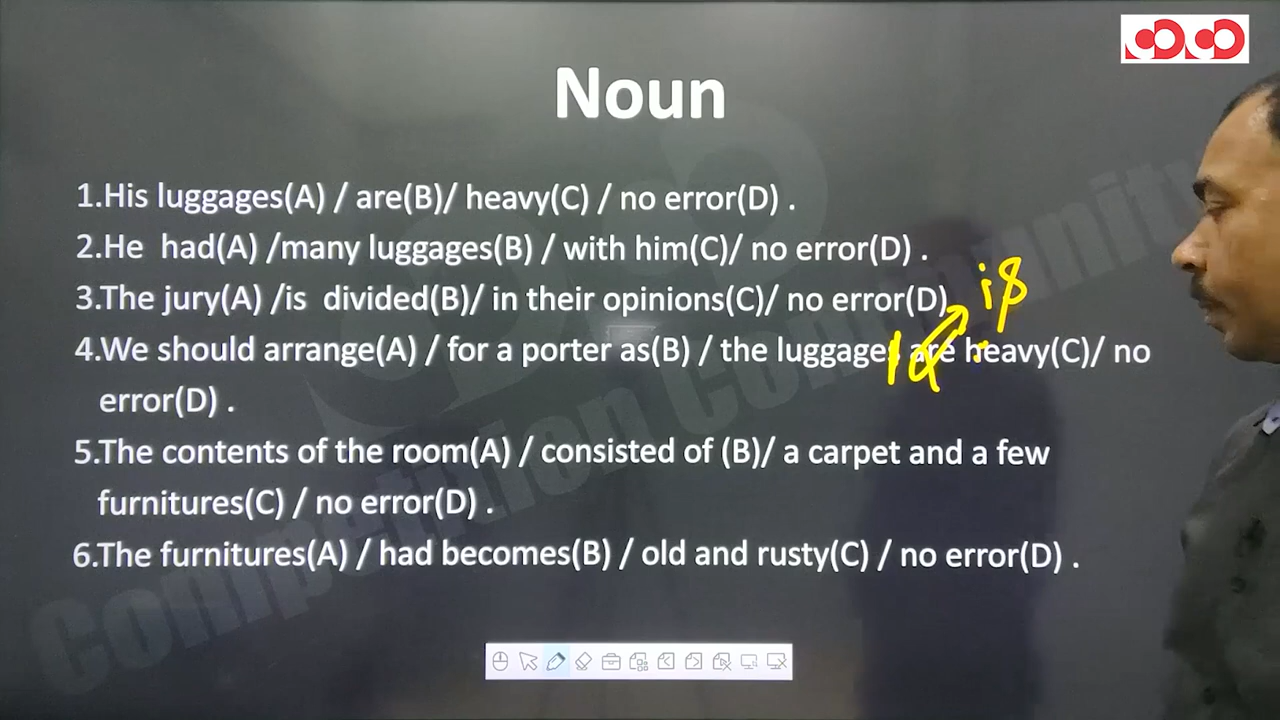 Noun
1.His luggages(A) / are(B)/ heavy(C) / no error(D) .
2.He had(A) /many luggages(B) / with him(C)/ no error(D) .
3.The jury(A) /is divided(B)/ in their opinions(C)/ no error(D)
is
4.We should arrange(A) / for a porter as(B) / the luggages are heavy(C)/ no
error(D) .
5.The contents of the room(A) / consisted of (B)/ a carpet and a few
furnitures(C) / no error(D) .
6.The furnitures(A) / had becomes(B) / old and rusty(C) / no error(D) .
Competition Community